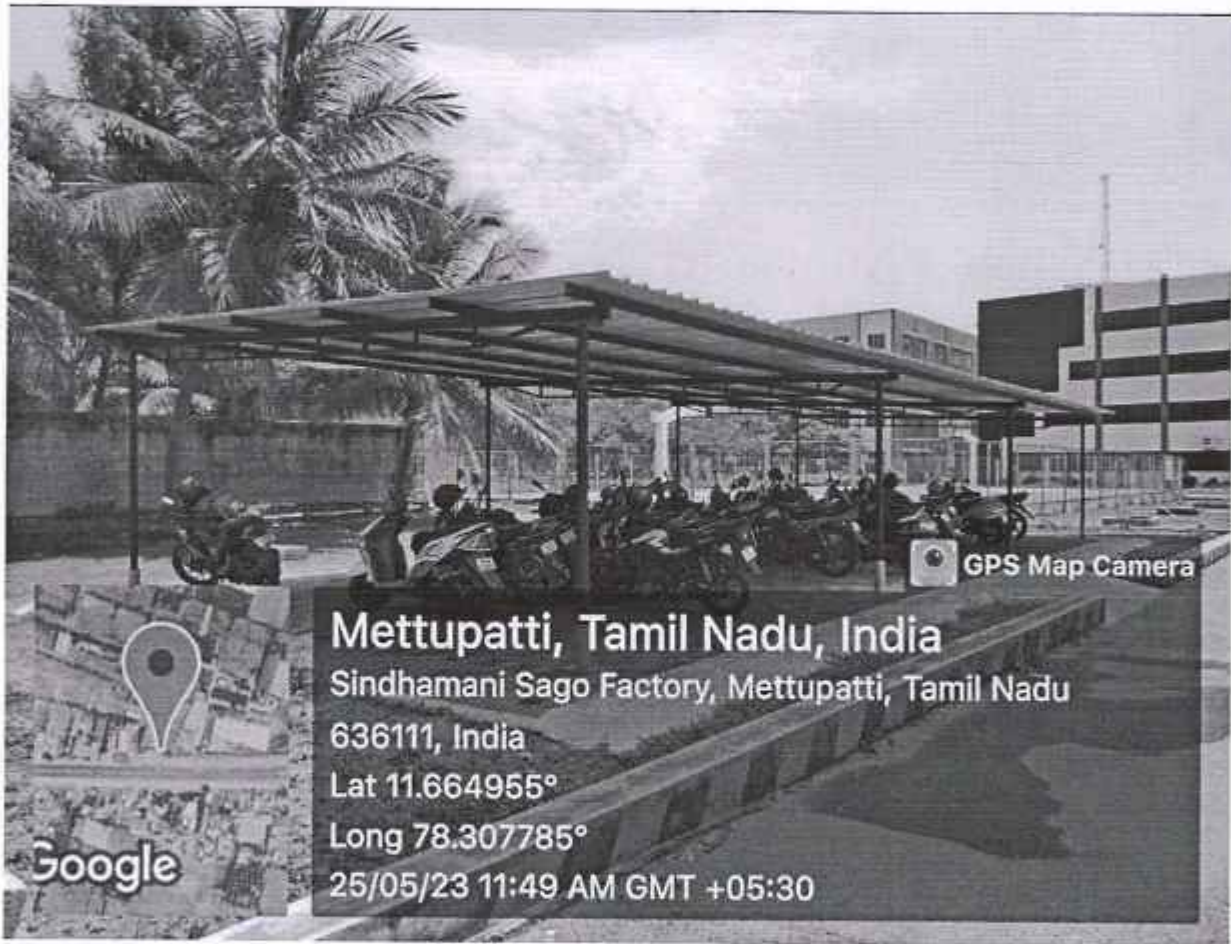 GPS Map Camera
Mettupatti, Tamil Nadu, India
Sindhamani Sago Factory, Mettupatti, Tamil Nadu
636111, India
Lat 11.664955°
Long 78.307785°
25/05/23 11:49 AM GMT +05:30
Google